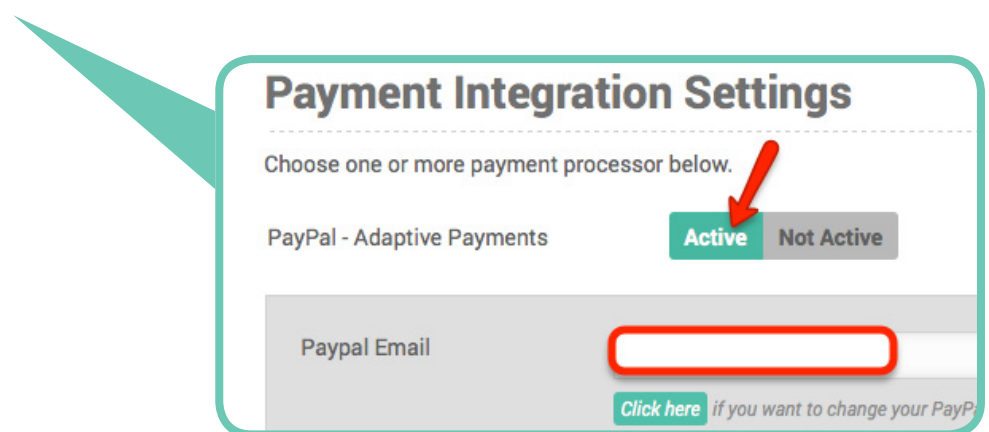 Payment Integration Settings
Choose one or more payment processor below.
PayPal - Adaptive Payments Active Not Active
Paypal Email
Click here if you want to change your